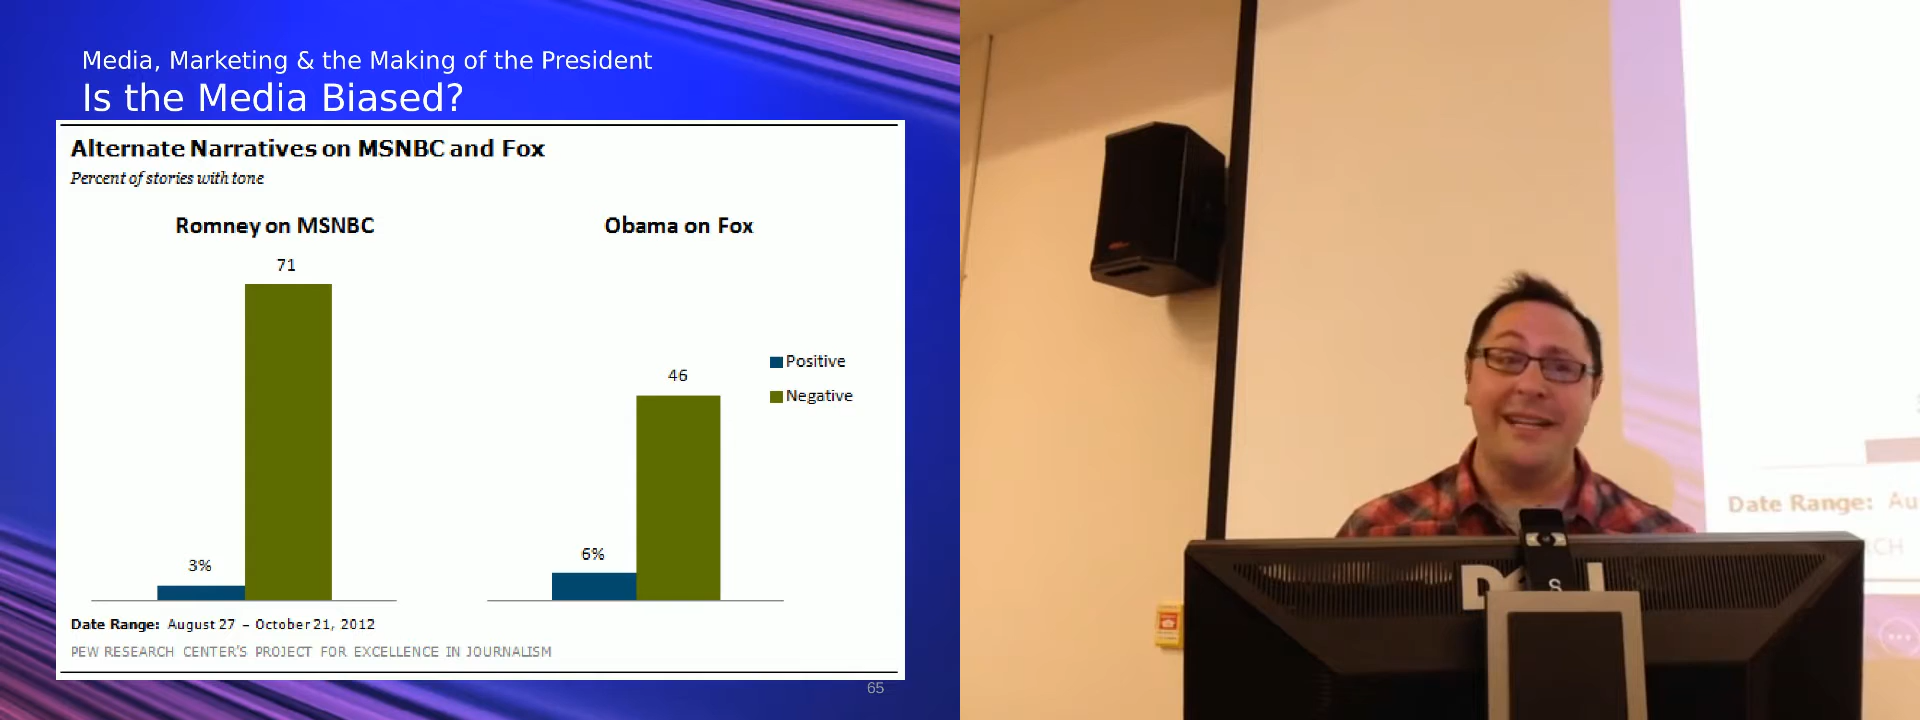 Media, Marketing & the Making of the President
Is the Media Biased?
Alternate Narratives on MSNBC and Fox
Percent of stories with tone
Romney on MSNBC
Obama on Fox
71
46
Positive
Negative
3%
6%
Date Range: August 27 – October 21, 2012
PEW RESEARCH CENTER'S PROJECT FOR EXCELLENCE IN JOURNALISM
65
Date Range: Au